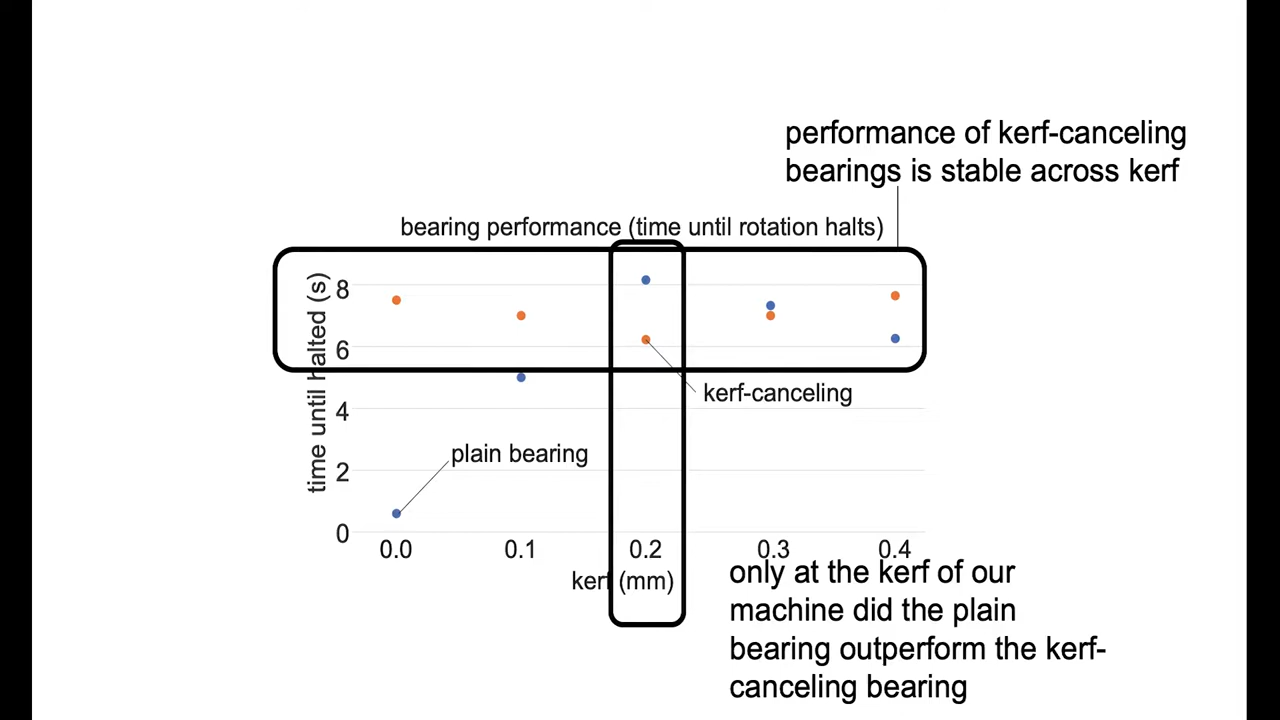 performance of kerf-canceling
bearings is stable across kerf
bearing performance (time until rotation halts)
time until halted (s)
8
6
4
2
0
kerf-canceling
plain bearing
0.0 0.1 0.2 0.3 0.4
kerf (mm)
only at the kerf of our
machine did the plain
bearing outperform the kerf-
canceling bearing